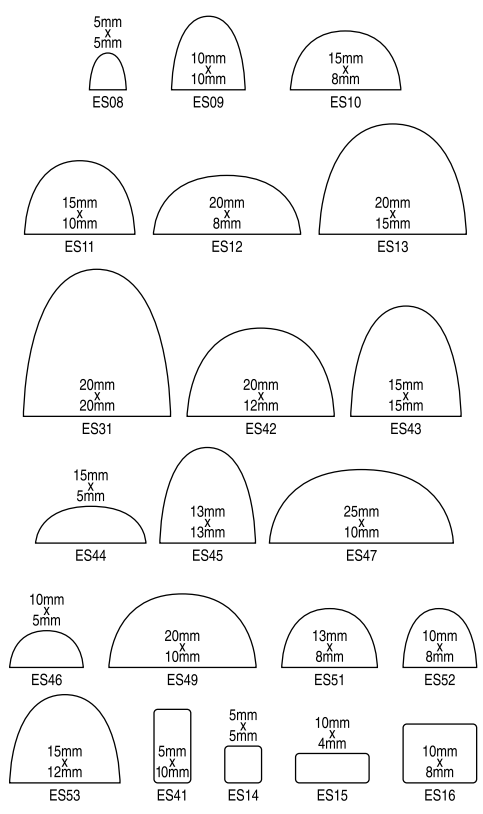 5mm
x
5mm
ES08
10mm
x
10mm
ES09
15mm
x
8mm
ES10
15mm
x
10mm
ES11
20mm
x
8mm
ES12
20mm
x
15mm
ES13
20mm
x
20mm
ES31
20mm
x
12mm
ES42
15mm
x
15mm
ES43
15mm
x
5mm
ES44
13mm
x
13mm
ES45
25mm
x
10mm
ES47
10mm
x
5mm
ES46
20mm
x
10mm
ES49
13mm
x
8mm
ES51
10mm
x
8mm
ES52
15mm
x
12mm
ES53
5mm
x
10mm
ES41
5mm
x
5mm
ES14
10mm
x
4mm
ES15
10mm
x
8mm
ES16